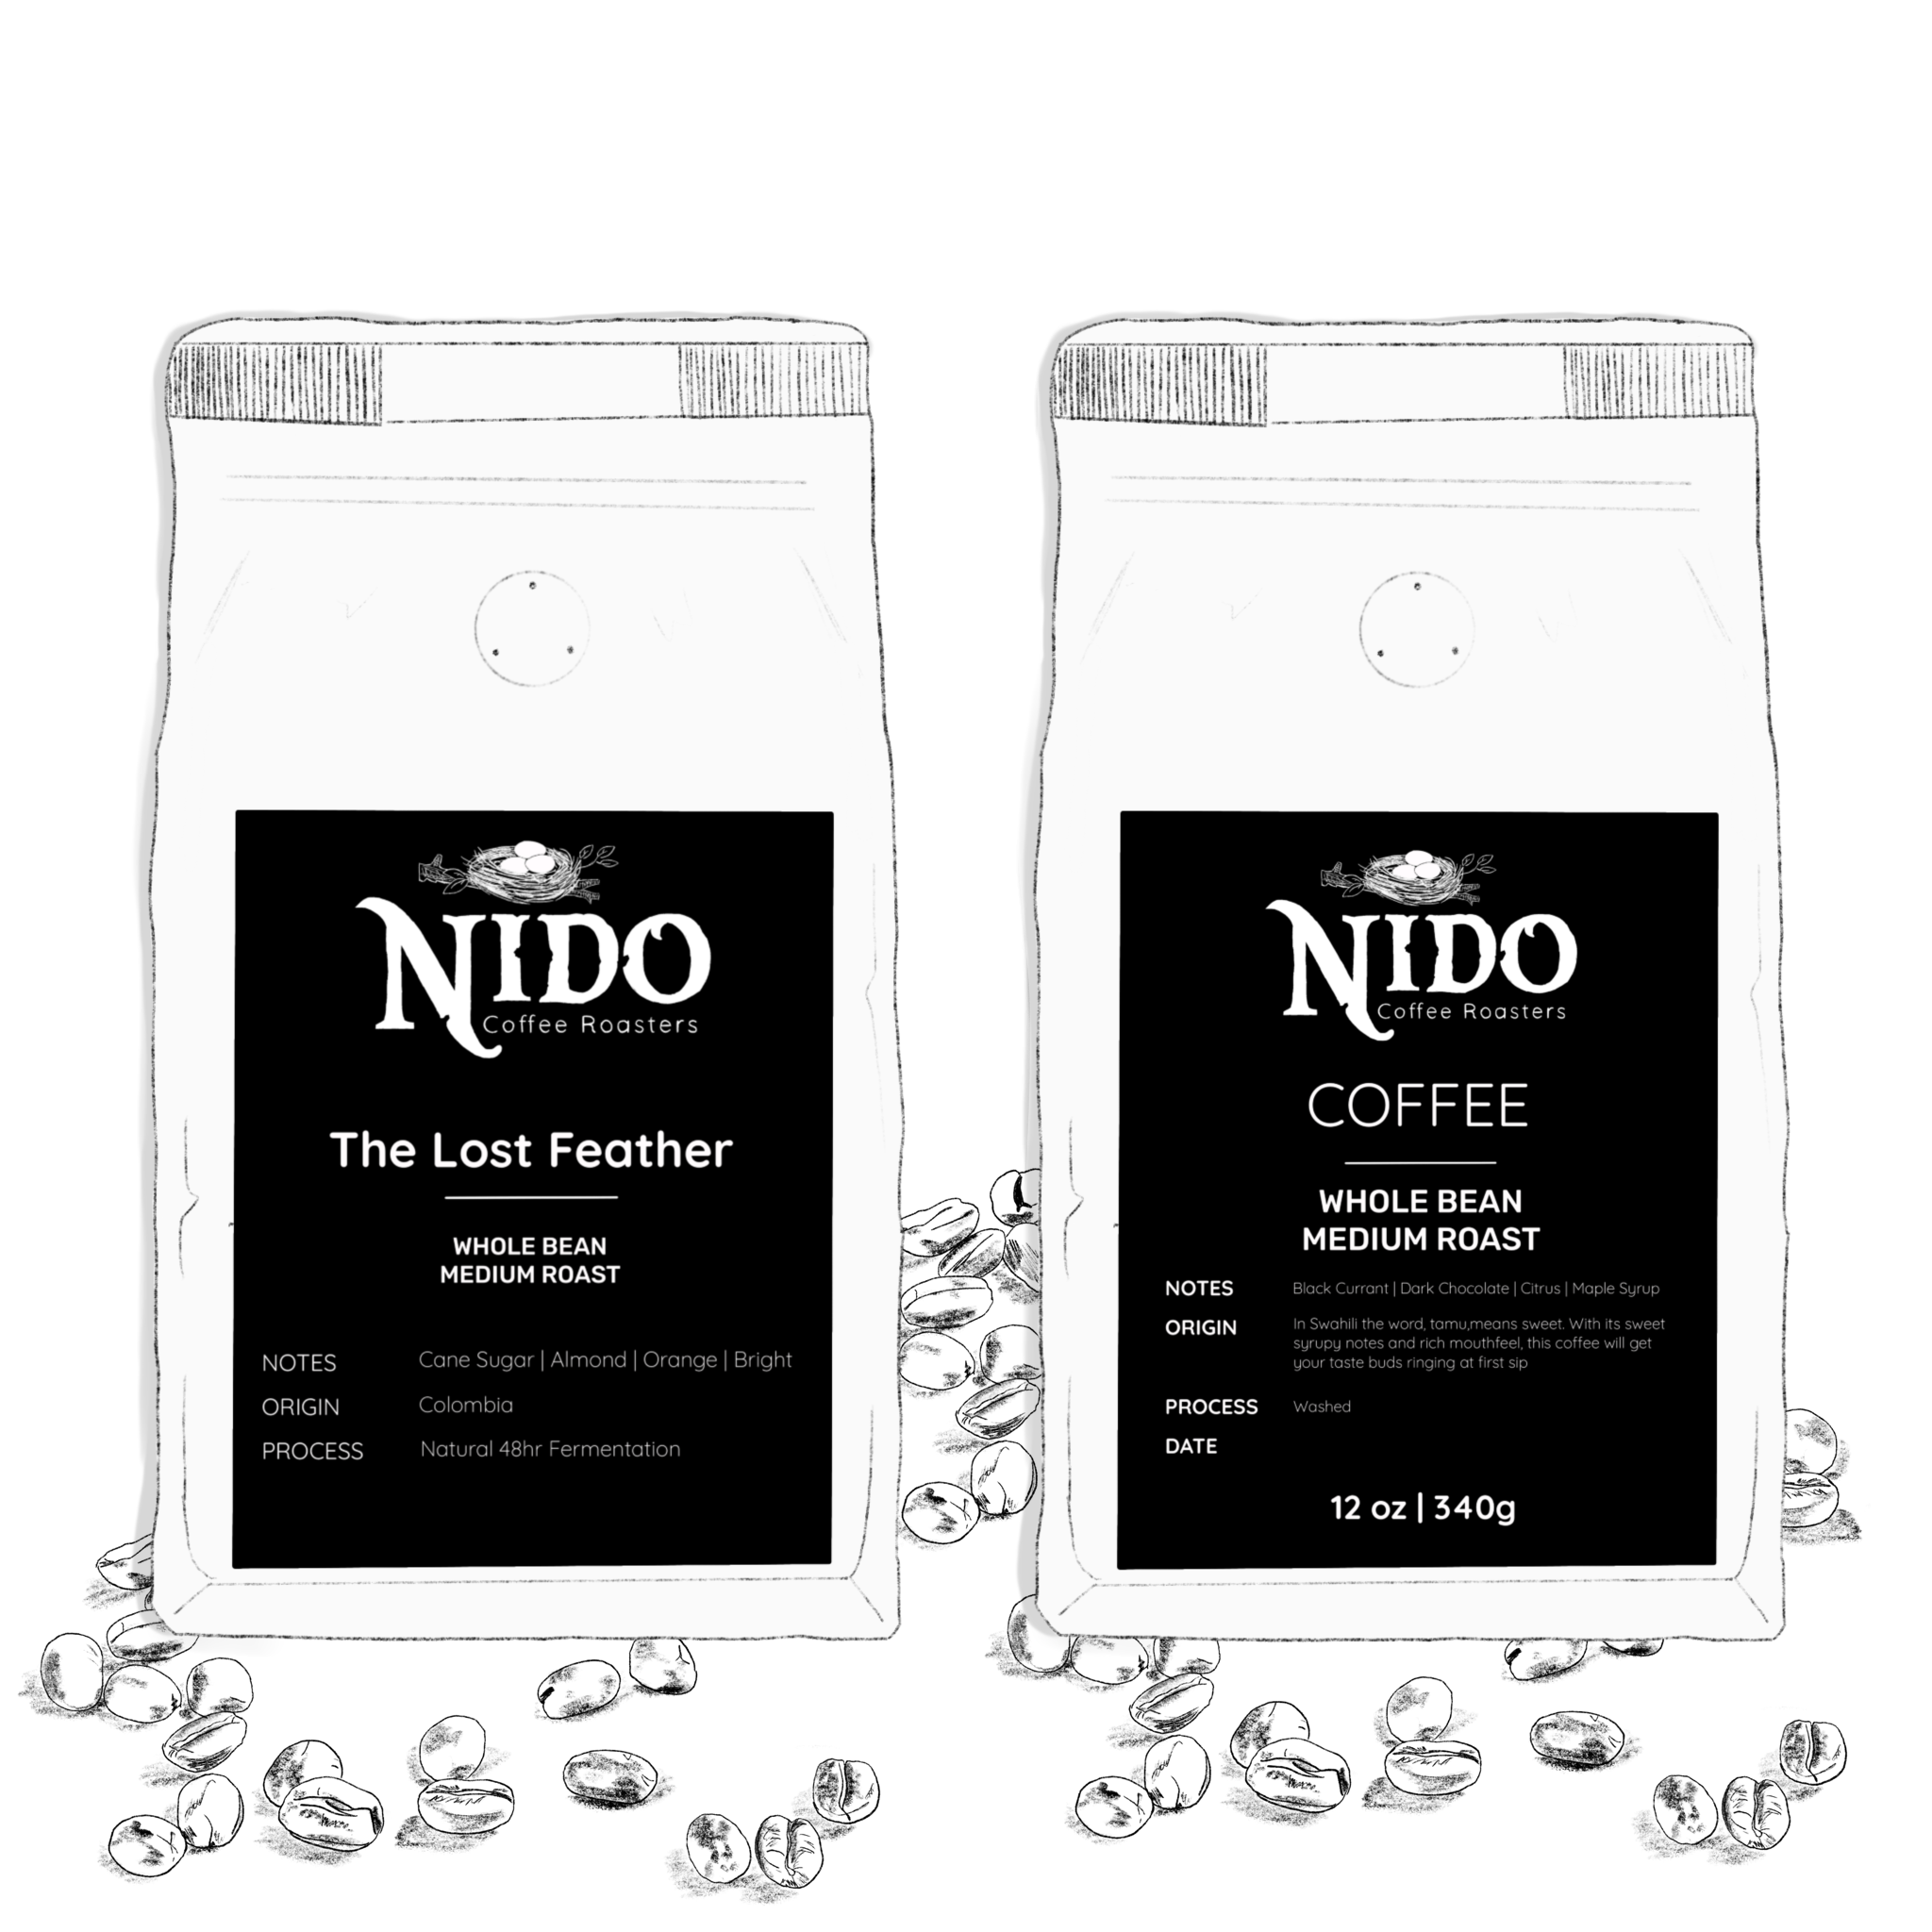 NIDO
Coffee Roasters
The Lost Feather
WHOLE BEAN
MEDIUM ROAST
NOTES Cane Sugar | Almond | Orange | Bright
ORIGIN Colombia
PROCESS Natural 48hr Fermentation
NIDO
Coffee Roasters
COFFEE
WHOLE BEAN
MEDIUM ROAST
NOTES Black Currant | Dark Chocolate | Citrus | Maple Syrup
ORIGIN In Swahili the word, tamu,means sweet. With its sweet
syrupy notes and rich mouthfeel, this coffee will get
your taste buds ringing at first sip
PROCESS Washed
DATE
12 oz | 340g